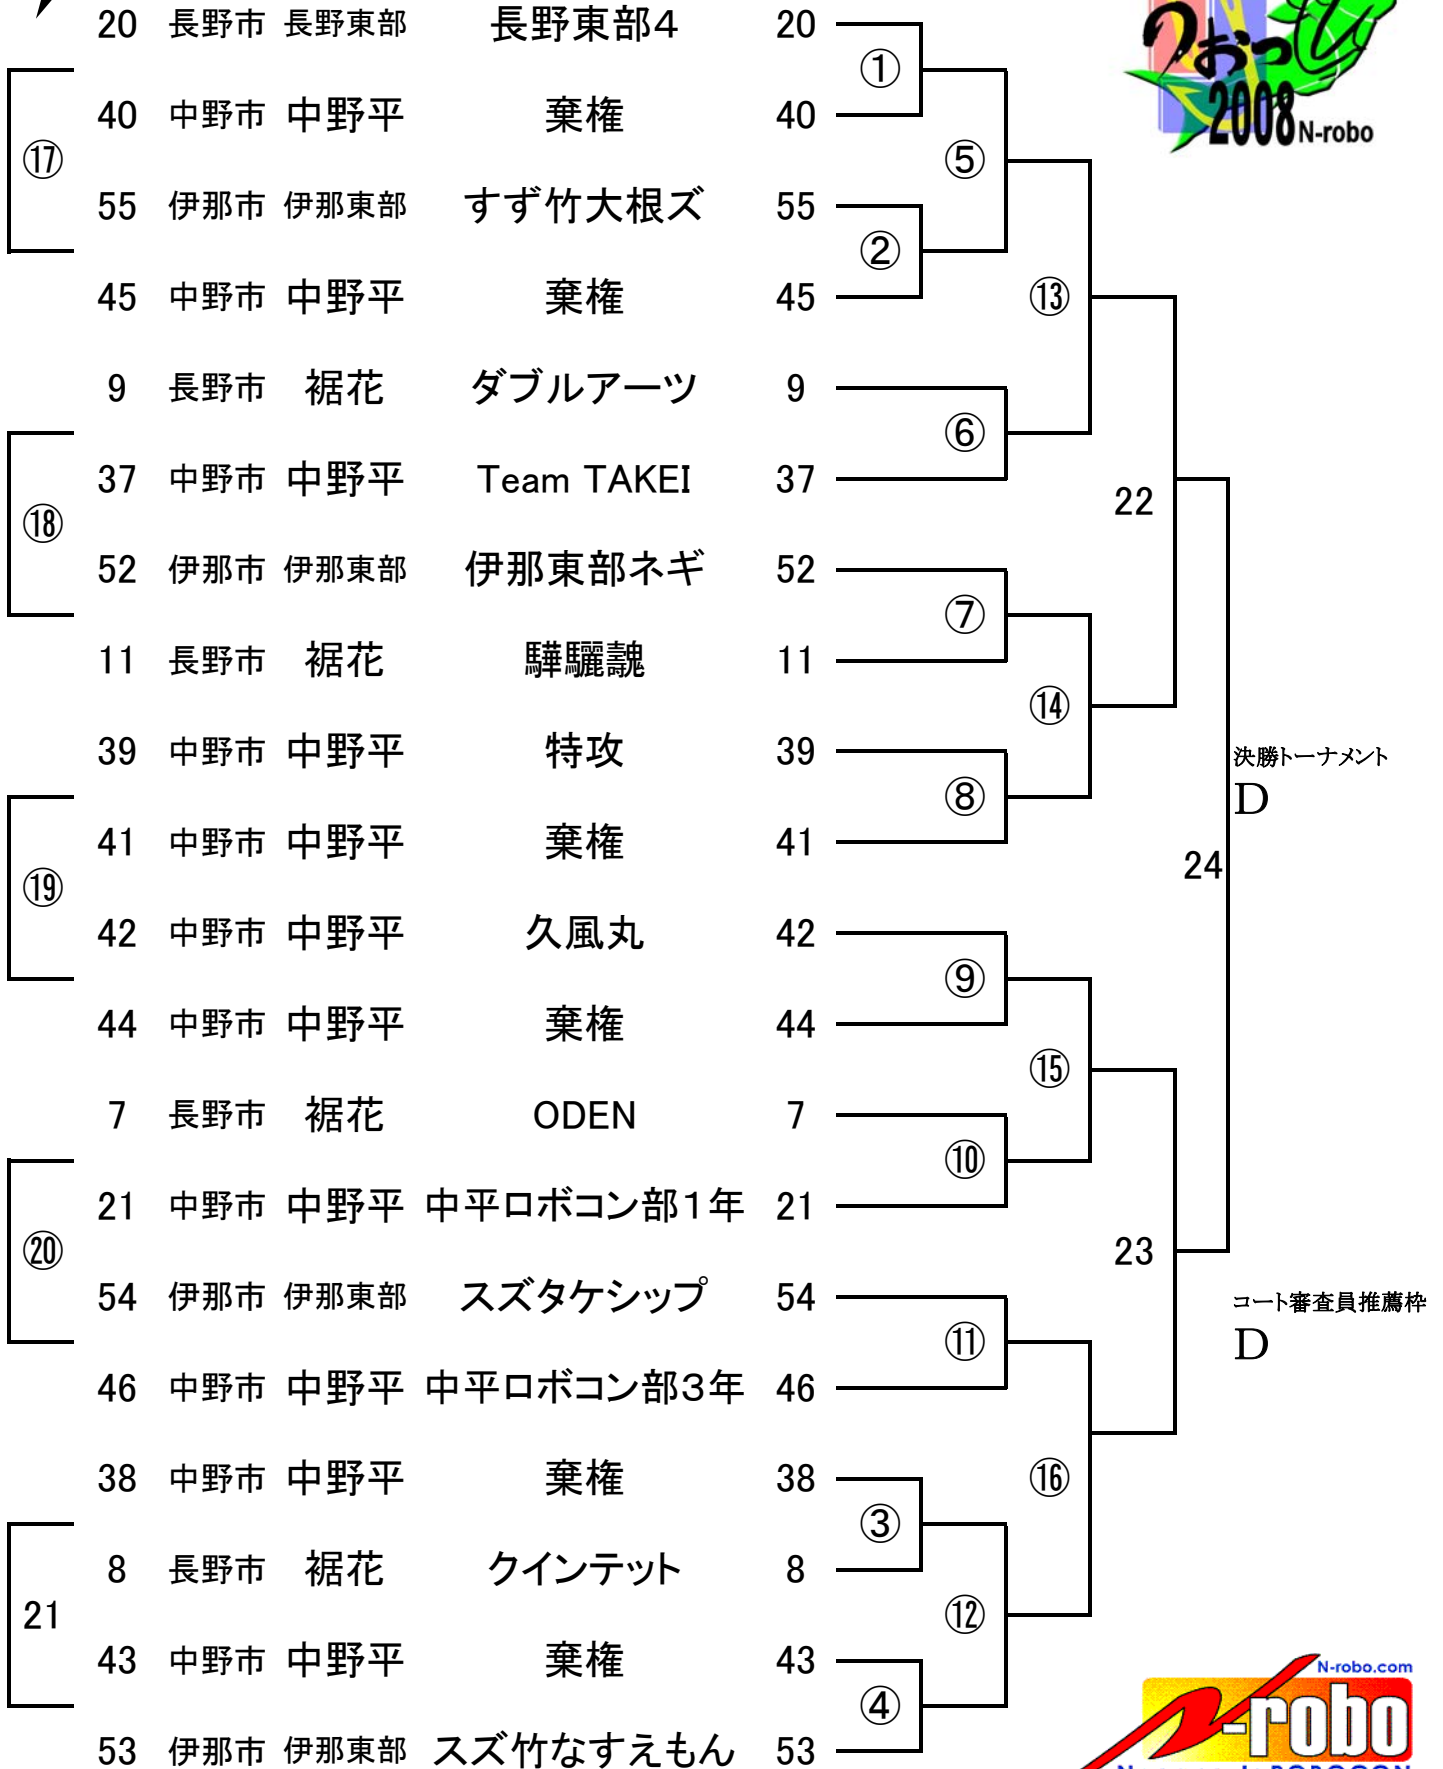 20 長野市 長野東部 長野東部4 20
①
40 中野市 中野平 棄権 40
⑰ ⑤
55 伊那市 伊那東部 すず竹大根ズ 55
②
45 中野市 中野平 棄権 45
⑬
9 長野市 裾花 ダブルアーツ 9
⑥
37 中野市 中野平 Team TAKEI 37
22
⑱
52 伊那市 伊那東部 伊那東部ネギ 52
⑦
11 長野市 裾花 11
⑭
39 中野市 中野平 特攻 39
決勝トーナメント
D
⑧
41 中野市 中野平 棄権 41
24
⑲
42 中野市 中野平 久風丸 42
⑨
44 中野市 中野平 棄権 44
⑮
7 長野市 裾花 ODEN 7
⑩
21 中野市 中野平 中平ロボコン部1年 21
⑳ 23
54 伊那市 伊那東部 スズタケシップ 54
コート審査員推薦枠
D
⑪
46 中野市 中野平 中平ロボコン部3年 46
38 中野市 中野平 棄権 38
⑯
③
8 長野市 裾花 クインテット 8
21 ⑫
43 中野市 中野平 棄権 43
④
53 伊那市 伊那東部 スズ竹なすえもん 53
2008 N-robo
N-robo.com
N-robo